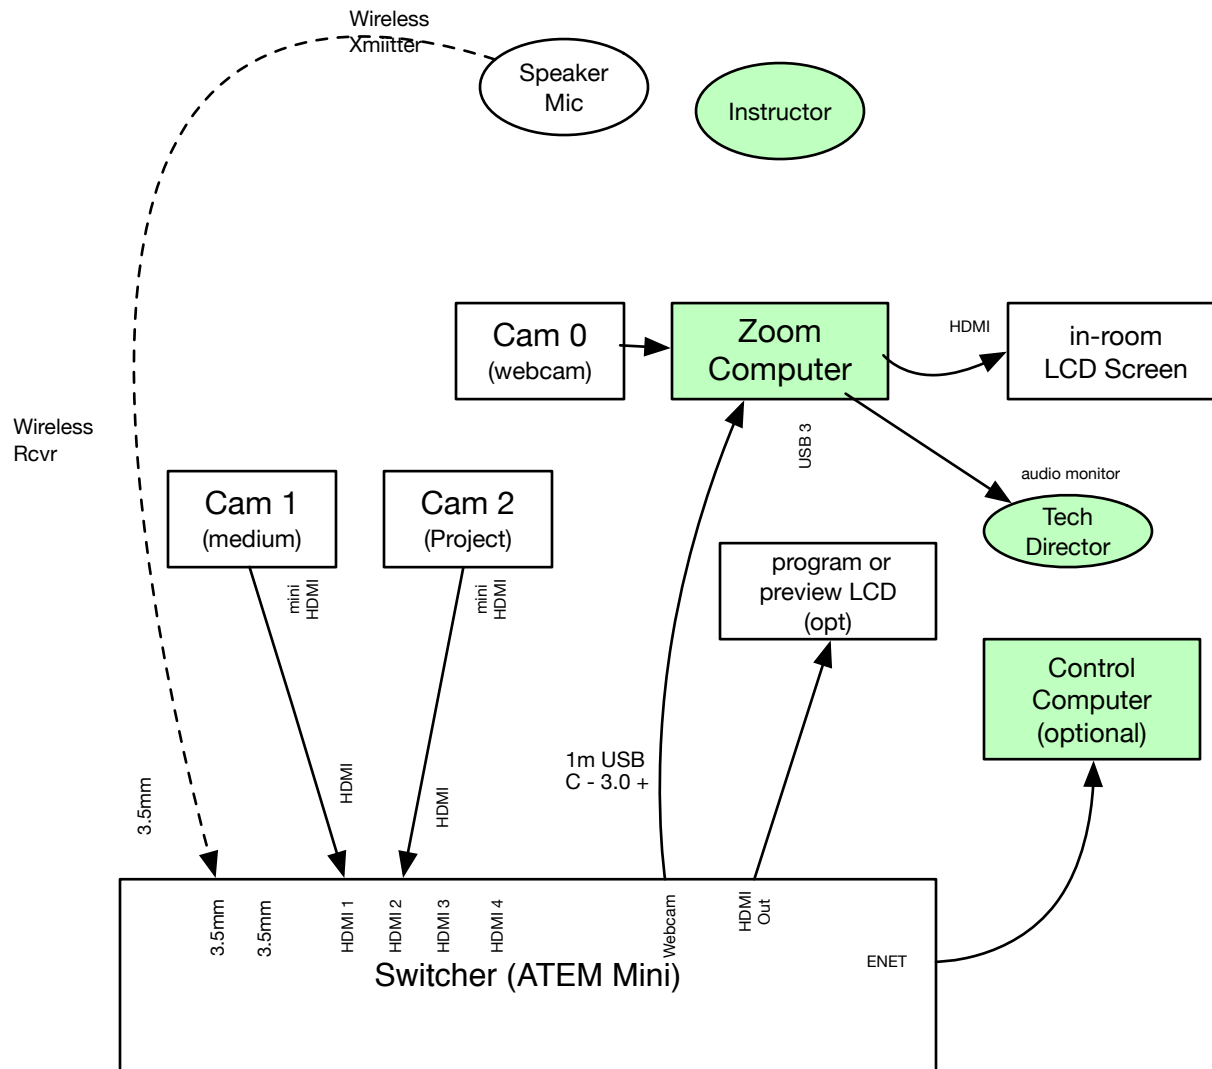 Wireless
Xmiitter
Speaker
Mic
Instructor
Cam 0
(webcam)
Zoom
Computer
HDMI
in-room
LCD Screen
Wireless
Rcvr
USB 3
audio monitor
Cam 1
(medium)
Cam 2
(Project)
Tech
Director
mini
HDMI
mini
HDMI
program or
preview LCD
(opt)
Control
Computer
(optional)
1m USB
C - 3.0 +
3.5mm
HDMI
HDMI
3.5mm
3.5mm
HDMI 1
HDMI 2
HDMI 3
HDMI 4
Webcam
HDMI
Out
ENET
Switcher (ATEM Mini)